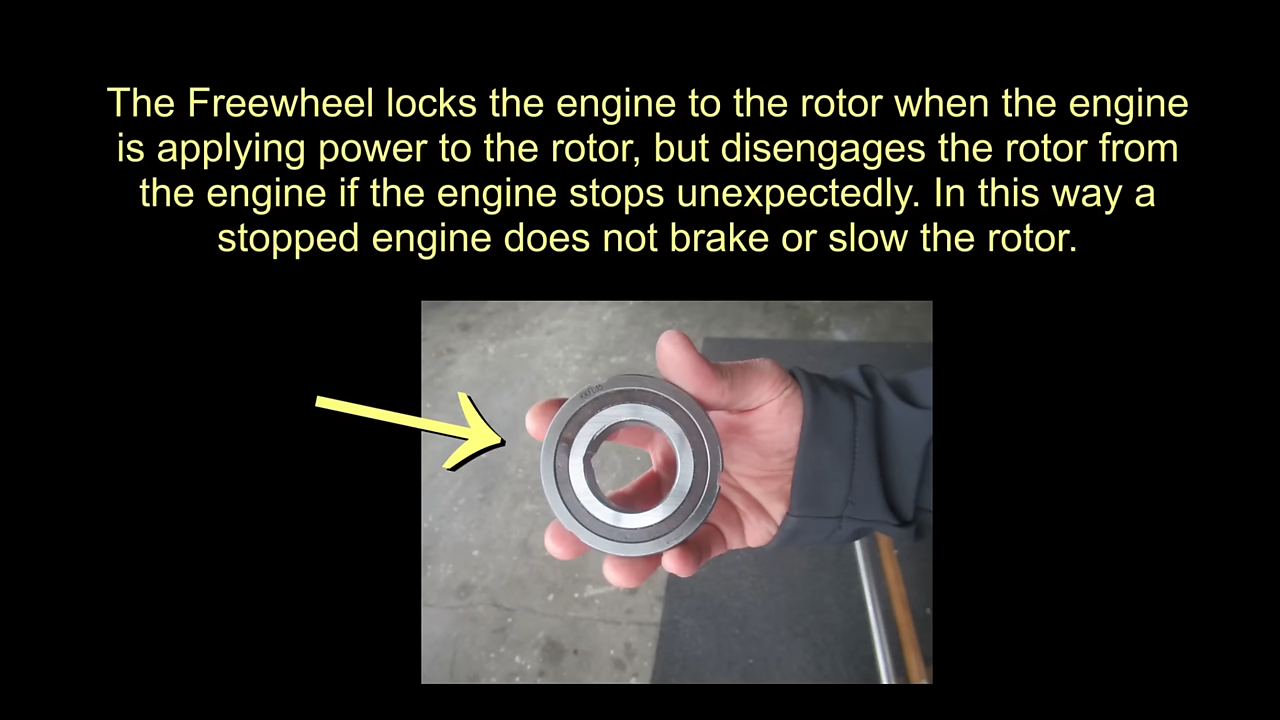 The Freewheel locks the engine to the rotor when the engine
is applying power to the rotor, but disengages the rotor from
the engine if the engine stops unexpectedly. In this way a
stopped engine does not brake or slow the rotor.